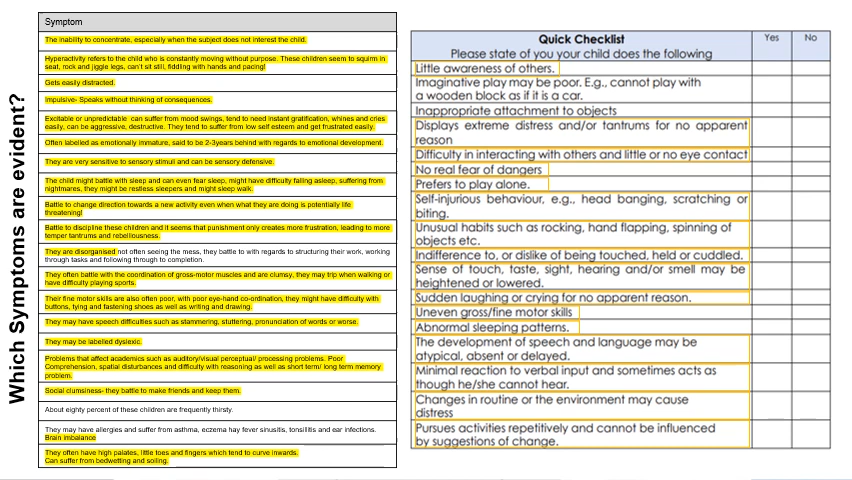 Which Symptoms are evident?
Symptom
The inability to concentrate, especially when the subject does not interest the child.
Hyperactivity refers to the child who is constantly moving without purpose. These children seem to squirm in
seat, rock and jiggle legs, can't sit still, fiddling with hands and pacing!
Gets easily distracted.
Impulsive- Speaks without thinking of consequences.
Excitable or unpredictable can suffer from mood swings, tend to need instant gratification, whines and cries
easily, can be aggressive, destructive. They tend to suffer from low self esteem and get frustrated easily.
Often labelled as emotionally immature, said to be 2-3years behind with regards to emotional development.
They are very sensitive to sensory stimuli and can be sensory defensive.
The child might battle with sleep and can even fear sleep, might have difficulty falling asleep, suffering from
nightmares, they might be restless sleepers and might sleep walk.
Battle to change direction towards a new activity even when what they are doing is potentially life
threatening!
Battle to discipline these children and it seems that punishment only creates more frustration, leading to more
temper tantrums and rebelliousness.
They are disorganised not often seeing the mess, they battle to with regards to structuring their work, working
through tasks and following through to completion.
They often battle with the coordination of gross-motor muscles and are clumsy, they may trip when walking or
have difficulty playing sports.
Their fine motor skills are also often poor, with poor eye-hand co-ordination, they might have difficulty with
buttons, tying and fastening shoes as well as writing and drawing.
They may have speech difficulties such as stammering, stuttering, pronunciation of words or worse.
They may be labelled dyslexic.
Problems that affect academics such as auditory/visual perceptual/ processing problems. Poor
Comprehension, spatial disturbances and difficulty with reasoning as well as short term/ long term memory
problem.
Social clumsiness- they battle to make friends and keep them.
About eighty percent of these children are frequently thirsty.
They may have allergies and suffer from asthma, eczema hay fever sinusitis, tonsillitis and ear infections.
Brain imbalance
They often have high palates, little toes and fingers which tend to curve inwards.
Can suffer from bedwetting and soiling.
Quick Checklist
Please state of you your child does the following
Yes
No
Little awareness of others.
Imaginative play may be poor. E.g., cannot play with
a wooden block as if it is a car.
Inappropriate attachment to objects
Displays extreme distress and/or tantrums for no apparent
reason
Difficulty in interacting with others and little or no eye contact
No real fear of dangers
Prefers to play alone.
Self-injurious behaviour, e.g., head banging, scratching or
biting.
Unusual habits such as rocking, hand flapping, spinning of
objects etc.
Indifference to, or dislike of being touched, held or cuddled.
Sense of touch, taste, sight, hearing and/or smell may be
heightened or lowered.
Sudden laughing or crying for no apparent reason.
Uneven gross/fine motor skills
Abnormal sleeping patterns.
The development of speech and language may be
atypical, absent or delayed.
Minimal reaction to verbal input and sometimes acts as
though he/she cannot hear.
Changes in routine or the environment may cause
distress
Pursues activities repetitively and cannot be influenced
by suggestions of change.